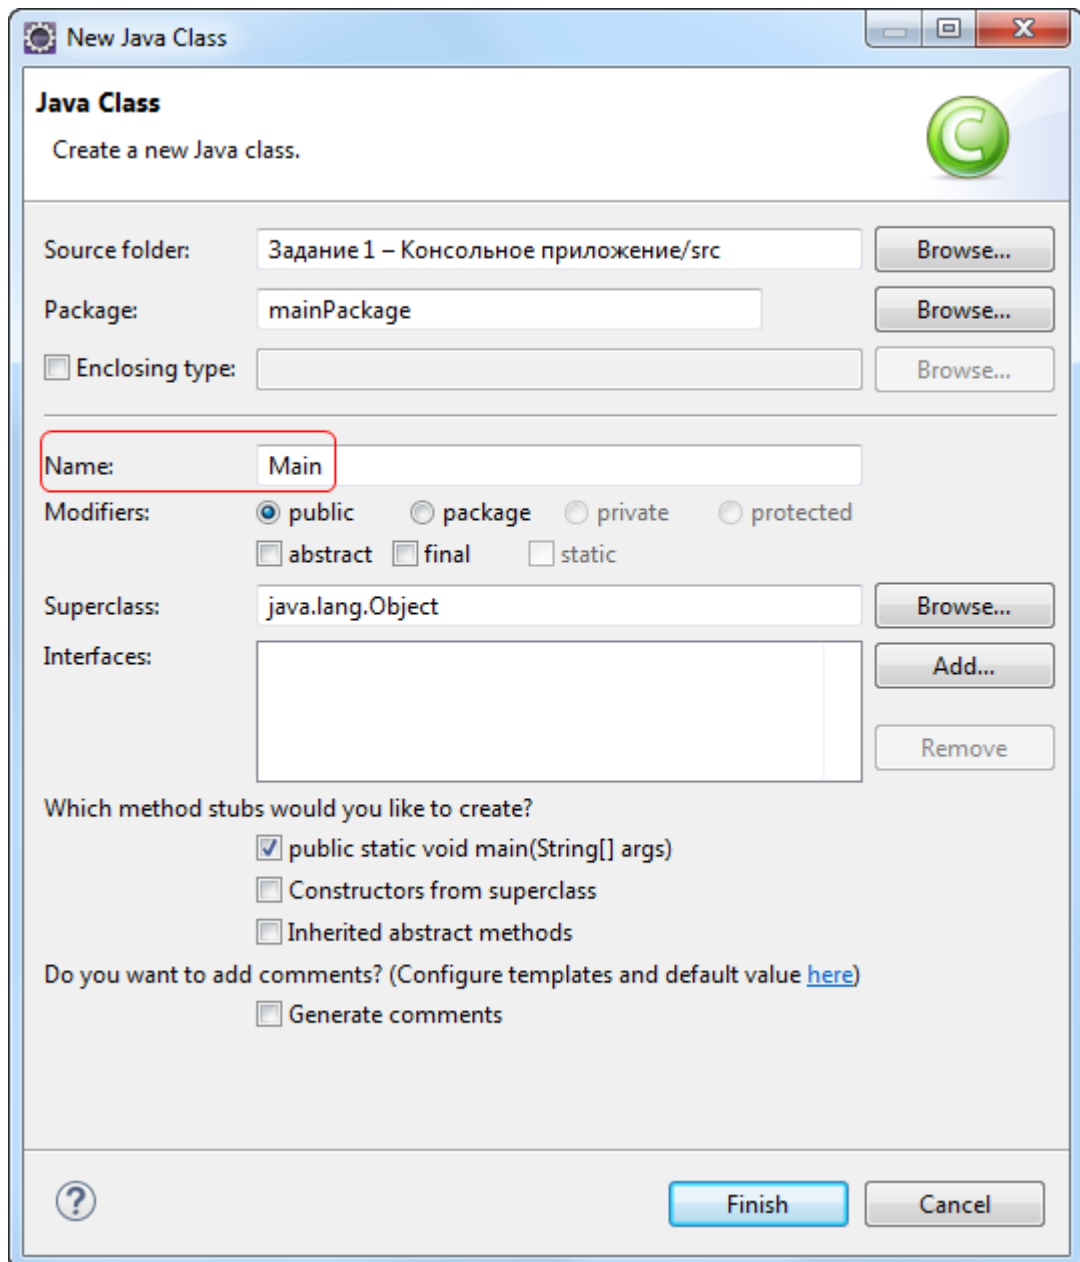 New Java Class
Java Class
Create a new Java class.
C
Source folder: Задание 1 – Консольное приложение/src Browse...
Package: mainPackage Browse...
Enclosing type: Browse...
Name: Main
Modifiers: public package private protected
abstract final static
Superclass: java.lang.Object Browse...
Interfaces: Add...
Remove
Which method stubs would you like to create?
public static void main(String[] args)
Constructors from superclass
Inherited abstract methods
Do you want to add comments? (Configure templates and default value here)
Generate comments
? Finish Cancel